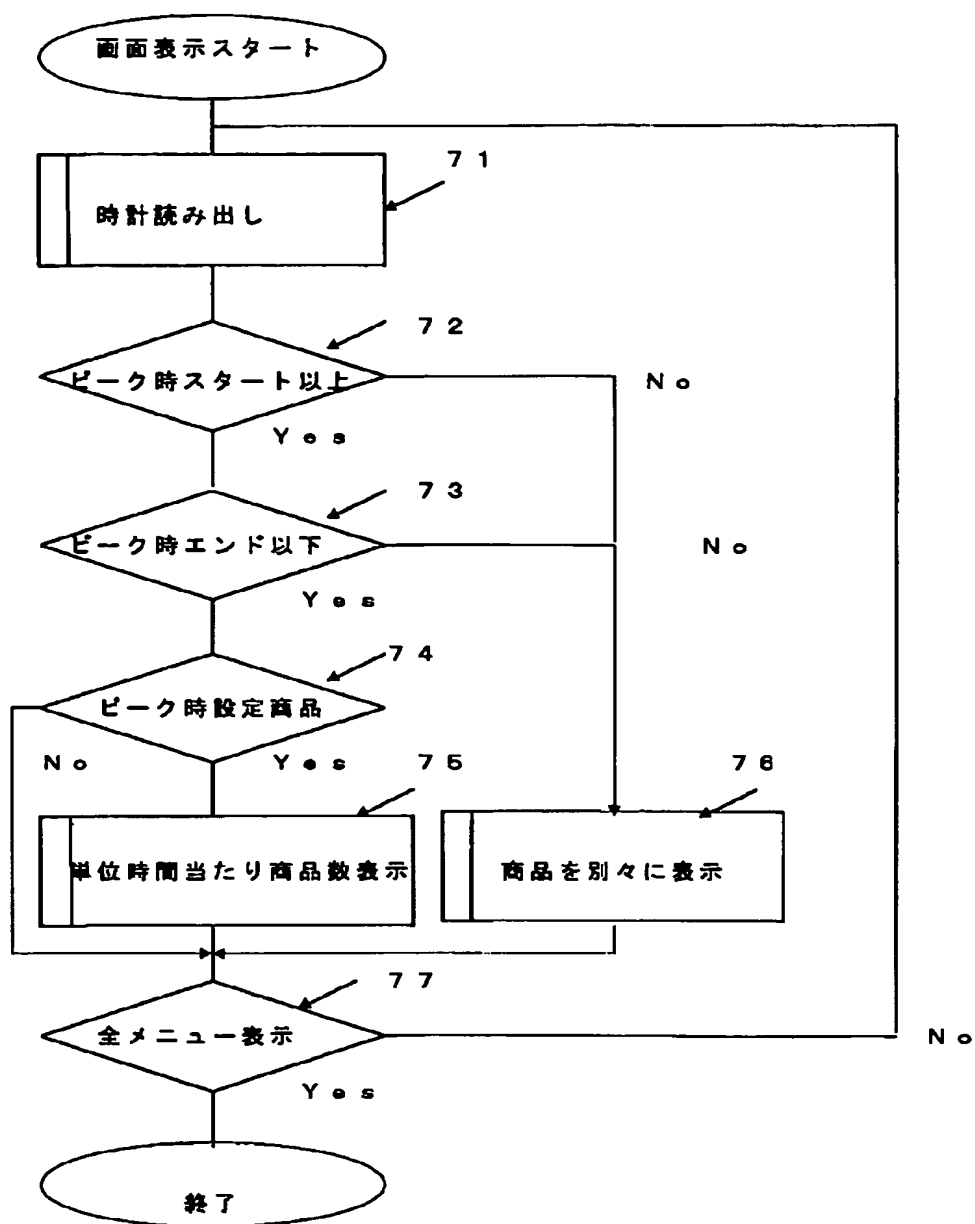 画面表示スタート
71
時計読み出し
72
ピーク時スタート以上
No
Yes
73
ピーク時エンド以下
No
Yes
74
ピーク時設定商品
No
Yes
75
76
単位時間当たり商品数表示
商品を別々に表示
77
全メニュー表示
No
Yes
終了